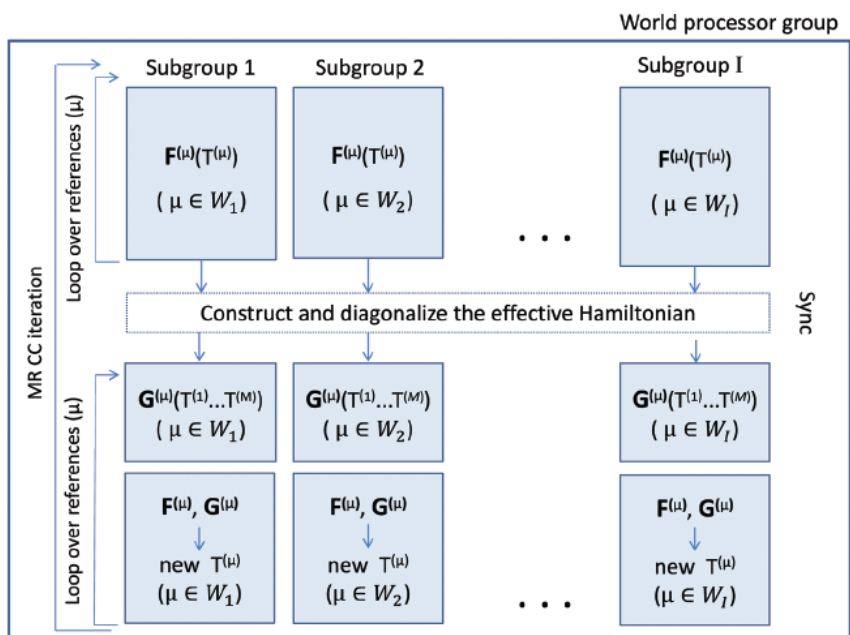 World processor group
Subgroup 1 Subgroup 2 Subgroup I
MR CC iteration
Loop over references (μ)
F(μ)(T(μ)) F(μ)(T(μ)) F(μ)(T(μ))
( μ ∈ W1) ( μ ∈ W2) ( μ ∈ WI)
. . .
Construct and diagonalize the effective Hamiltonian
Sync
Loop over references (μ)
G(μ)(T(1)...T(M)) G(μ)(T(1)...T(M)) G(μ)(T(1)...T(M))
( μ ∈ W1) ( μ ∈ W2) ( μ ∈ WI)
F(μ), G(μ) F(μ), G(μ) F(μ), G(μ)
new T(μ) new T(μ) new T(μ)
(μ ∈ W1) (μ ∈ W2) (μ ∈ WI)
. . .